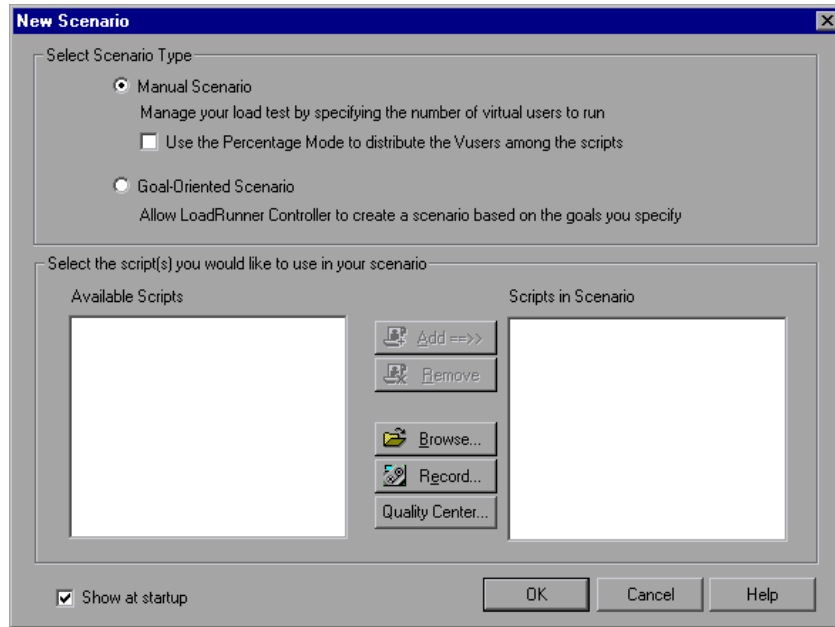 New Scenario
Select Scenario Type
Manual Scenario
Manage your load test by specifying the number of virtual users to run
Use the Percentage Mode to distribute the Vusers among the scripts
Goal-Oriented Scenario
Allow LoadRunner Controller to create a scenario based on the goals you specify
Select the script(s) you would like to use in your scenario
Available Scripts
Scripts in Scenario
Add ==>>
Remove
Browse...
Record...
Quality Center...
Show at startup
OK
Cancel
Help